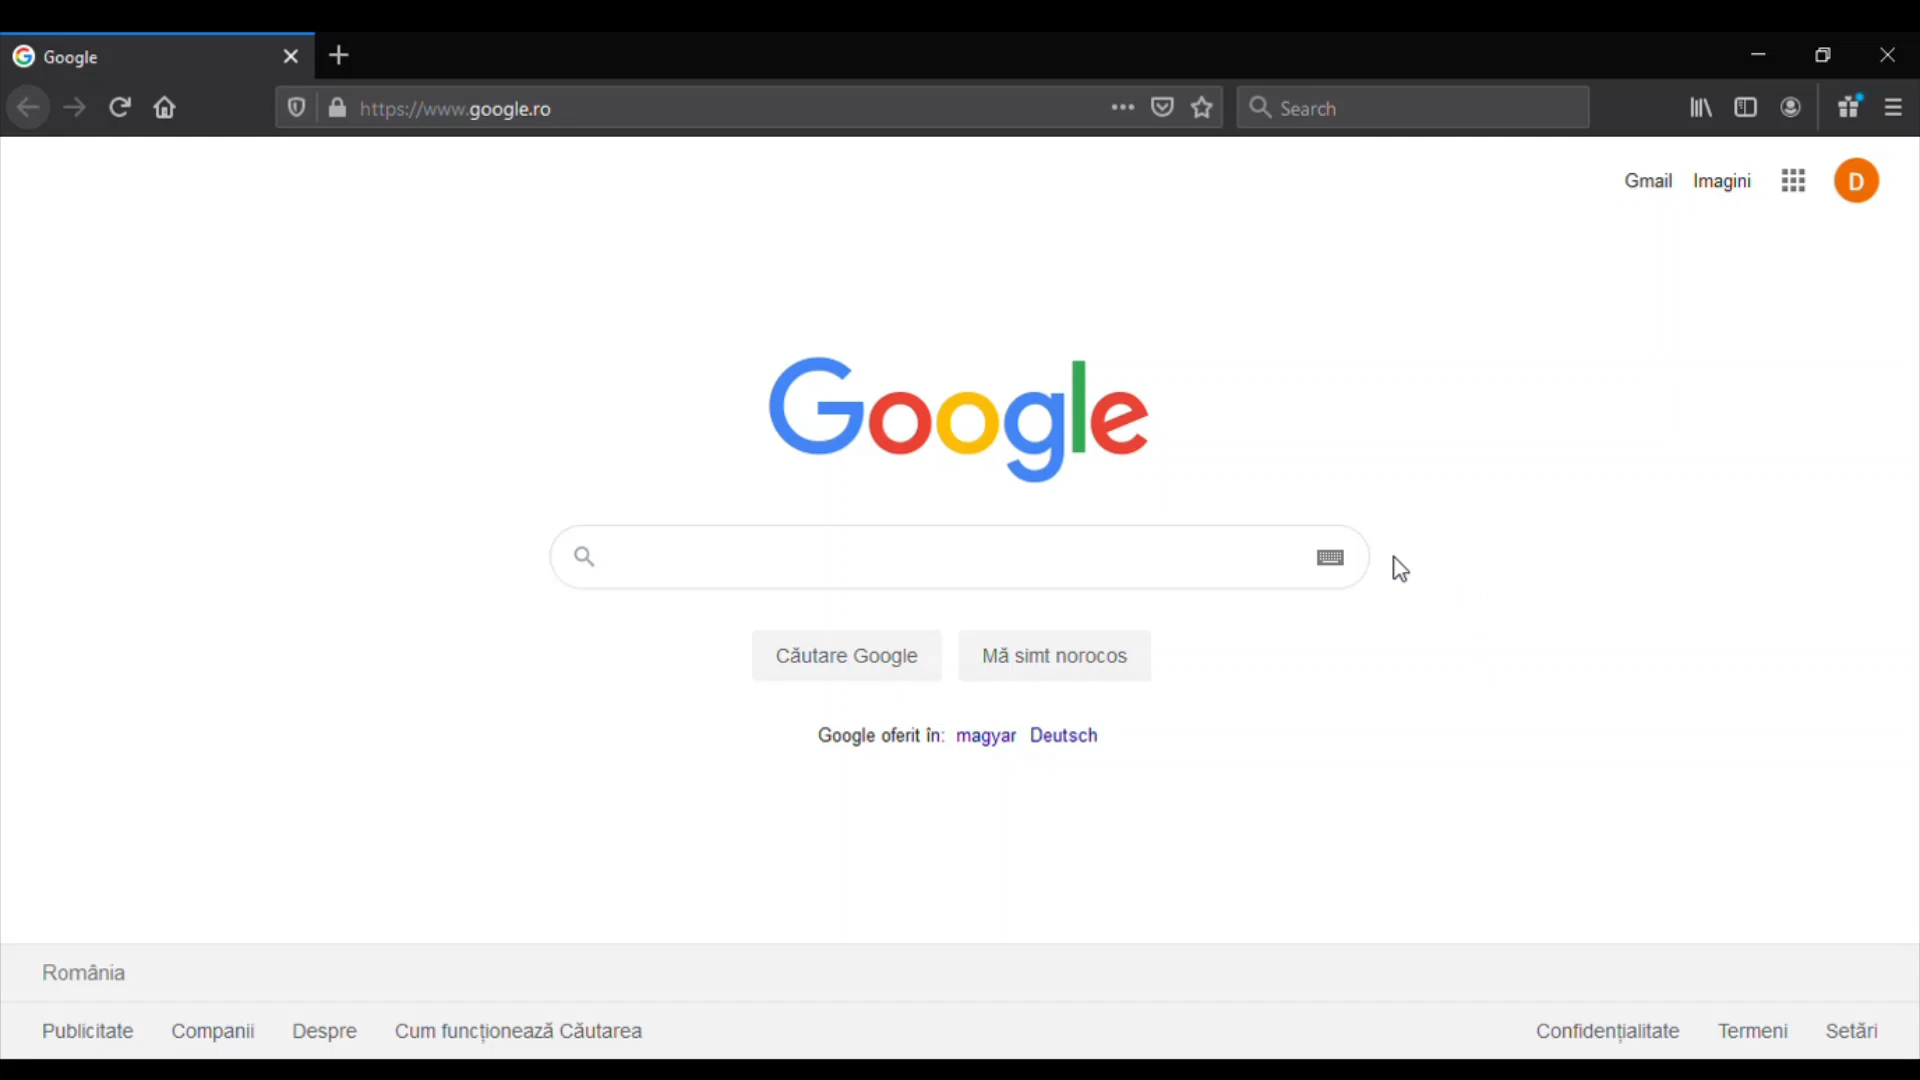 Google
https://www.google.ro
Search
Gmail Imagini
D
Google
Căutare Google Mă simt norocos
Google oferit în: magyar Deutsch
România
Publicitate Companii Despre Cum funcționează Căutarea Confidențialitate Termeni Setări